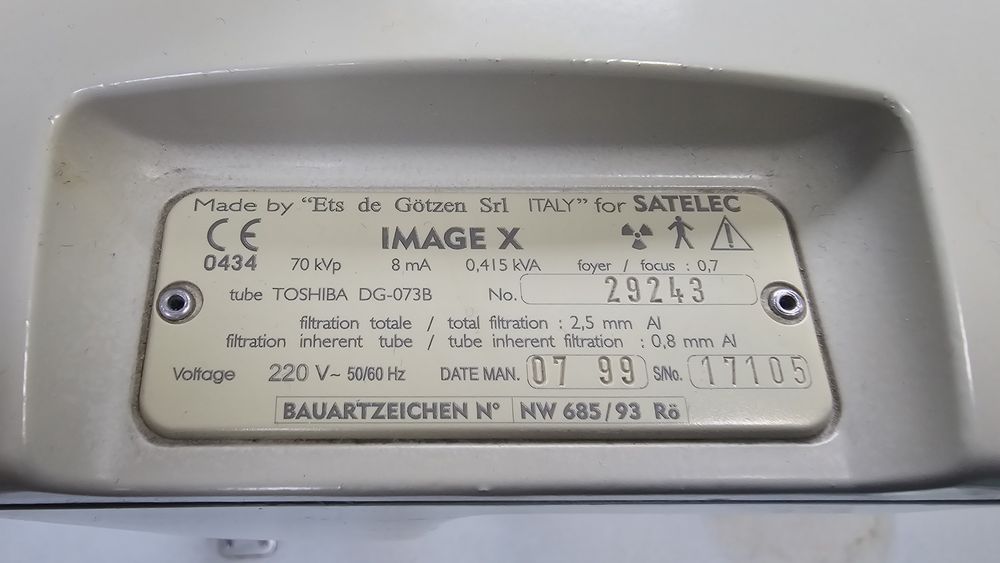 Made by “Ets de Götzen Srl ITALY” for SATELEC
CE IMAGE X
0434 70 kVp 8 mA 0,415 kVA foyer / focus : 0,7
tube TOSHIBA DG-073B No. 29243
filtration totale / total filtration : 2,5 mm Al
filtration inherent tube / tube inherent filtration : 0,8 mm Al
Voltage 220 V~ 50/60 Hz DATE MAN. 07 99 S/No. 17105
BAUARTZEICHEN N° NW 685/93 Rö